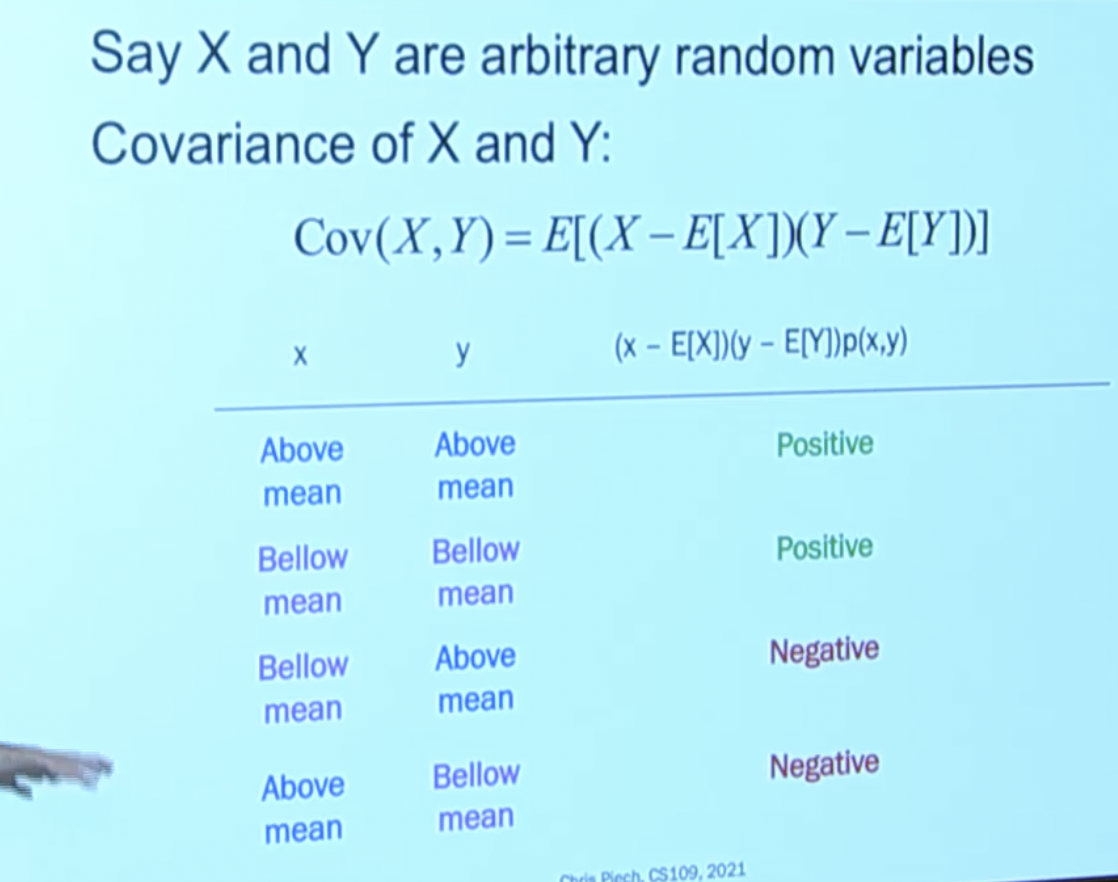 Say X and Y are arbitrary random variables
Covariance of X and Y:
Cov(X,Y) = E[(X – E[X])(Y – E[Y])]
x y (x – E[X])(y – E[Y])p(x,y)
Above Above Positive
mean mean
Bellow Bellow Positive
mean mean
Bellow Above Negative
mean mean
Above Bellow Negative
mean mean
Chris Piech, CS109, 2021